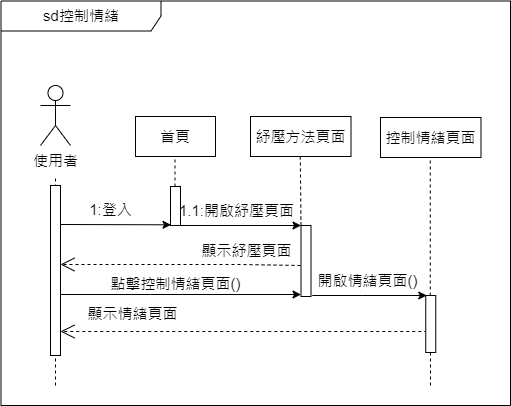 sd控制情緒
使用者
首頁
紓壓方法頁面
控制情緒頁面
1:登入
1.1:開啟紓壓頁面
顯示紓壓頁面
點擊控制情緒頁面()
開啟情緒頁面()
顯示情緒頁面